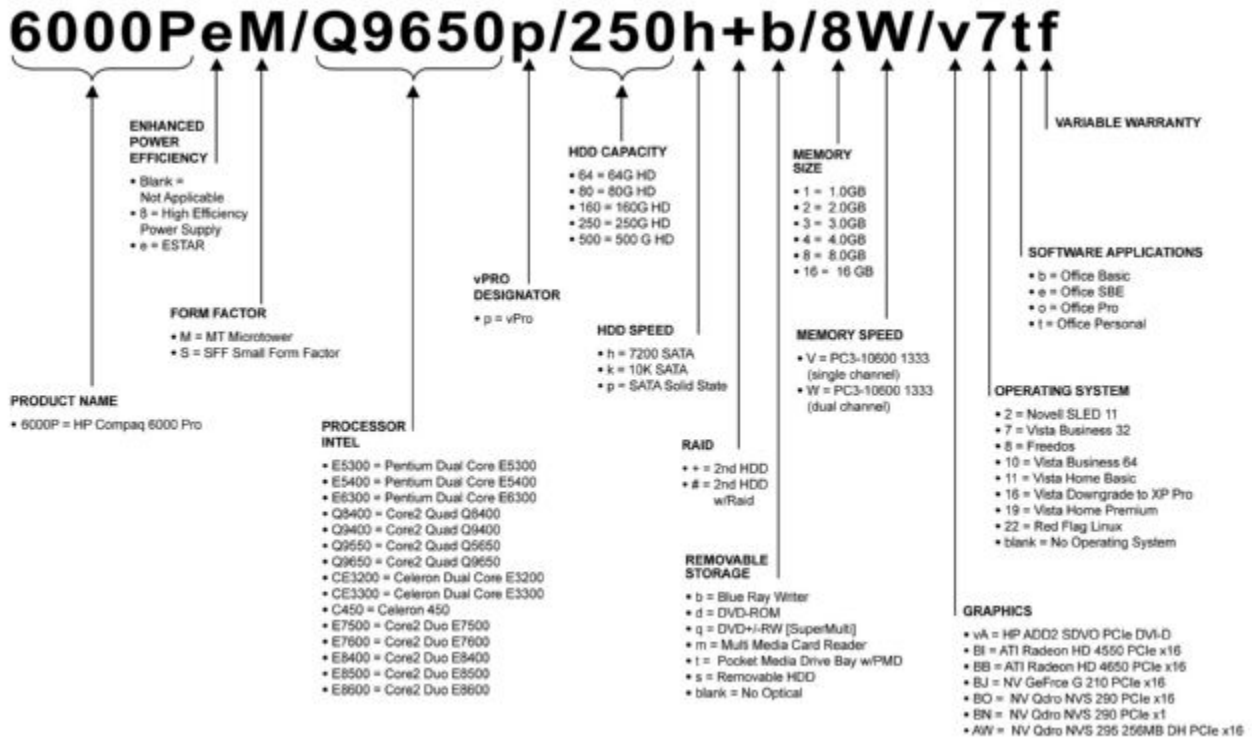 6000PeM/Q9650p/250h+b/8W/v7tf
ENHANCED
POWER
EFFICIENCY
• Blank =
Not Applicable
• 8 = High Efficiency
Power Supply
• e = ESTAR
FORM FACTOR
• M = MT Microtower
• S = SFF Small Form Factor
PRODUCT NAME
• 6000P = HP Compaq 6000 Pro
PROCESSOR
INTEL
• E5300 = Pentium Dual Core E5300
• E5400 = Pentium Dual Core E5400
• E6300 = Pentium Dual Core E6300
• Q8400 = Core2 Quad Q8400
• Q9400 = Core2 Quad Q9400
• Q9550 = Core2 Quad Q5650
• Q9650 = Core2 Quad Q9650
• CE3200 = Celeron Dual Core E3200
• CE3300 = Celeron Dual Core E3300
• C450 = Celeron 450
• E7500 = Core2 Duo E7500
• E7600 = Core2 Duo E7600
• E8400 = Core2 Duo E8400
• E8500 = Core2 Duo E8500
• E8600 = Core2 Duo E8600
vPRO
DESIGNATOR
• p = vPro
HDD CAPACITY
• 64 = 64G HD
• 80 = 80G HD
• 160 = 160G HD
• 250 = 250G HD
• 500 = 500 G HD
HDD SPEED
• h = 7200 SATA
• k = 10K SATA
• p = SATA Solid State
RAID
• + = 2nd HDD
• # = 2nd HDD
w/Raid
REMOVABLE
STORAGE
• b = Blue Ray Writer
• d = DVD-ROM
• q = DVD+/-RW [SuperMulti]
• m = Multi Media Card Reader
• t = Pocket Media Drive Bay w/PMD
• s = Removable HDD
• blank = No Optical
MEMORY
SIZE
• 1 = 1.0GB
• 2 = 2.0GB
• 3 = 3.0GB
• 4 = 4.0GB
• 8 = 8.0GB
• 16 = 16 GB
MEMORY SPEED
• V = PC3-10600 1333
(single channel)
• W = PC3-10600 1333
(dual channel)
VARIABLE WARRANTY
SOFTWARE APPLICATIONS
• b = Office Basic
• e = Office SBE
• o = Office Pro
• t = Office Personal
OPERATING SYSTEM
• 2 = Novell SLED 11
• 7 = Vista Business 32
• 8 = Freedos
• 10 = Vista Business 64
• 11 = Vista Home Basic
• 16 = Vista Downgrade to XP Pro
• 19 = Vista Home Premium
• 22 = Red Flag Linux
• blank = No Operating System
GRAPHICS
• vA = HP ADD2 SDVO PCIe DVI-D
• BI = ATI Radeon HD 4550 PCIe x16
• BB = ATI Radeon HD 4650 PCIe x16
• BJ = NV GeFrce G 210 PCIe x16
• BO = NV Qdro NVS 290 PCIe x16
• BN = NV Qdro NVS 290 PCIe x1
• AW = NV Qdro NVS 295 256MB DH PCIe x16